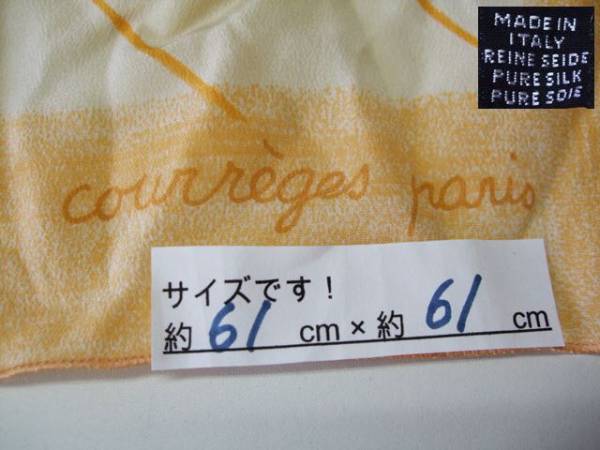 MADE IN
ITALY
REINE SEIDE
PURE SILK
PURE SOIE
courrèges paris
サイズです！
約 61 cm × 約 61 cm